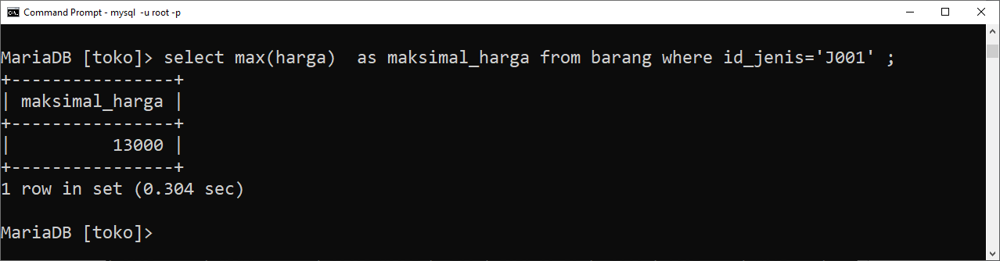 Command Prompt - mysql -u root -p
MariaDB [toko]> select max(harga)  as maksimal_harga from barang where id_jenis='J001' ;
+----------------+
| maksimal_harga |
+----------------+
|          13000 |
+----------------+
1 row in set (0.304 sec)
MariaDB [toko]>